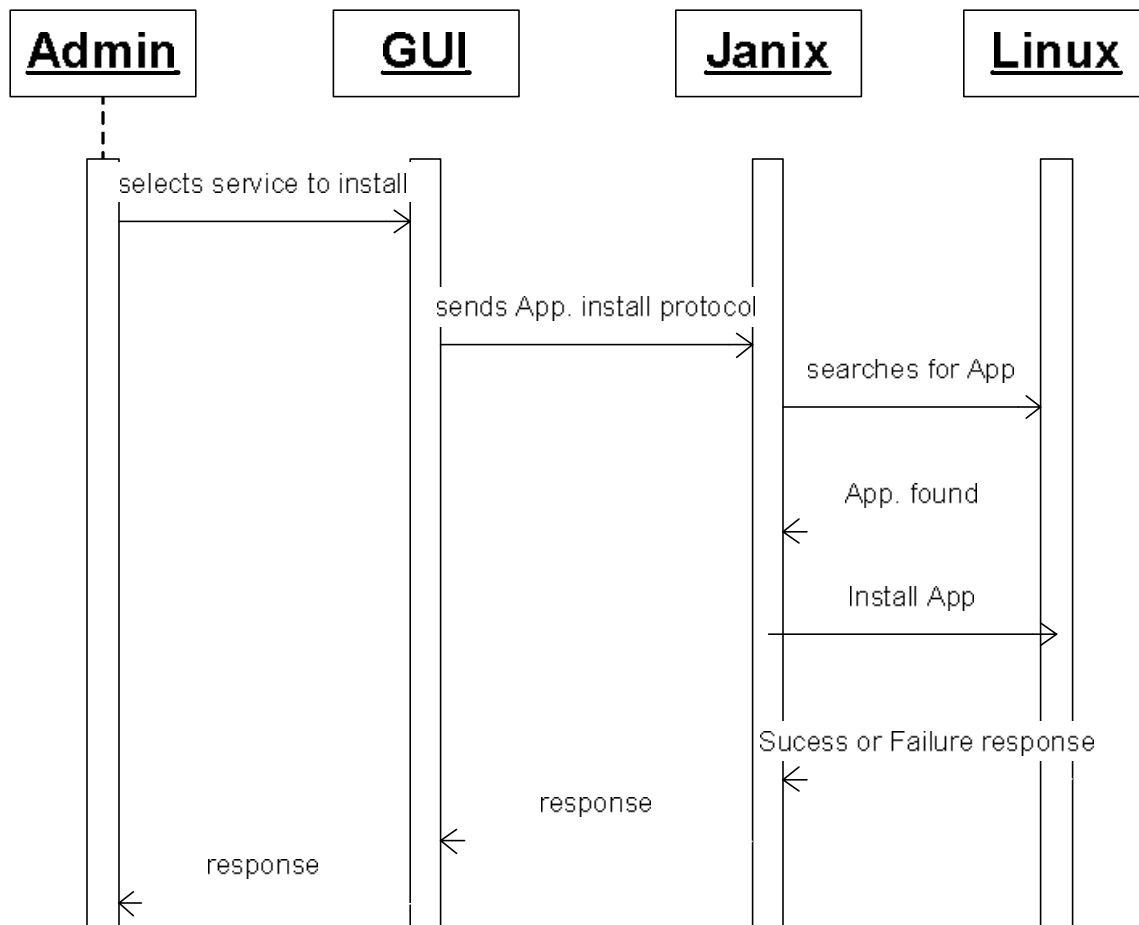 Admin
GUI
Janix
Linux
selects service to install
sends App. install protocol
searches for App
App. found
Install App
Sucess or Failure response
response
response